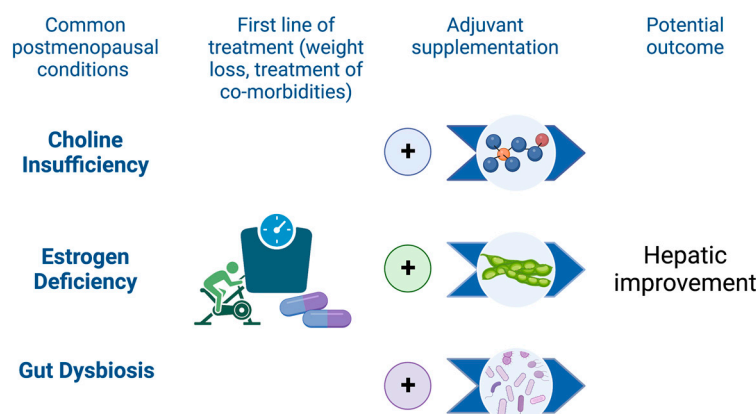 Common
postmenopausal
conditions
First line of
treatment (weight
loss, treatment of
co-morbidities)
Adjuvant
supplementation
Potential
outcome
Choline
Insufficiency
+
Estrogen
Deficiency
+
Hepatic
improvement
Gut Dysbiosis
+